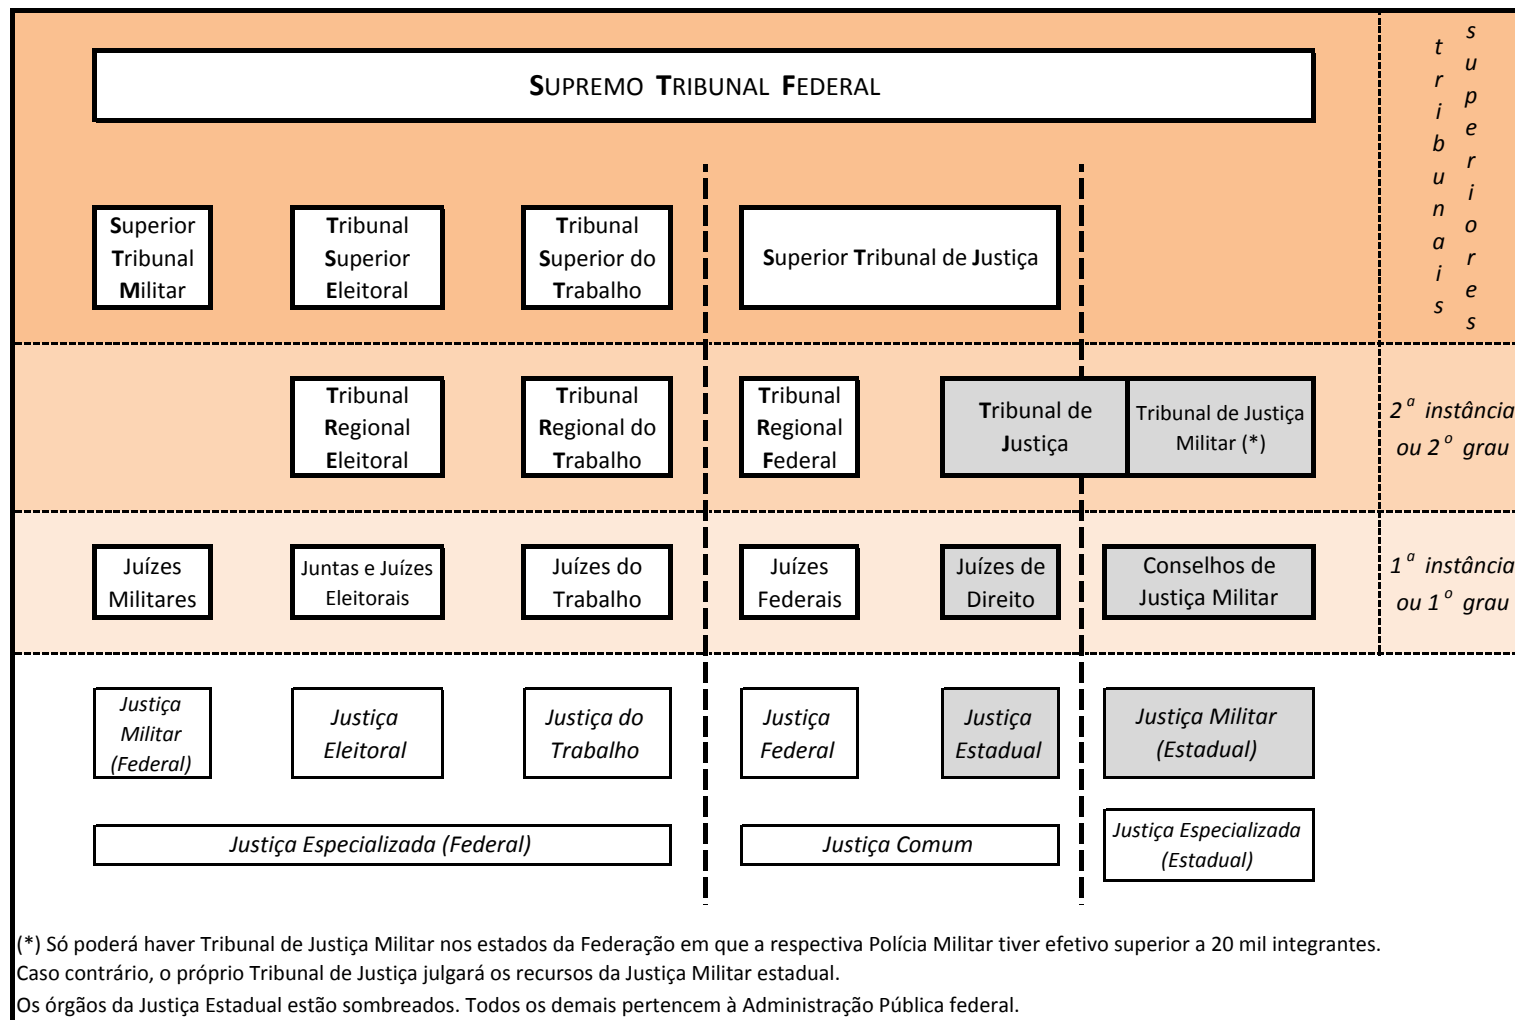 SUPREMO TRIBUNAL FEDERAL
tribunais
superiores
Superior
Tribunal
Militar
Tribunal
Superior
Eleitoral
Tribunal
Superior do
Trabalho
Superior Tribunal de Justiça
Tribunal
Regional
Eleitoral
Tribunal
Regional do
Trabalho
Tribunal
Regional
Federal
Tribunal de
Justiça
Tribunal de Justiça
Militar (*)
2ª instância
ou 2º grau
Juízes
Militares
Juntas e Juízes
Eleitorais
Juízes do
Trabalho
Juízes
Federais
Juízes de
Direito
Conselhos de
Justiça Militar
1ª instância
ou 1º grau
Justiça
Militar
(Federal)
Justiça
Eleitoral
Justiça do
Trabalho
Justiça
Federal
Justiça
Estadual
Justiça Militar
(Estadual)
Justiça Especializada (Federal)
Justiça Comum
Justiça Especializada
(Estadual)
(*) Só poderá haver Tribunal de Justiça Militar nos estados da Federação em que a respectiva Polícia Militar tiver efetivo superior a 20 mil integrantes.
Caso contrário, o próprio Tribunal de Justiça julgará os recursos da Justiça Militar estadual.
Os órgãos da Justiça Estadual estão sombreados. Todos os demais pertencem à Administração Pública federal.